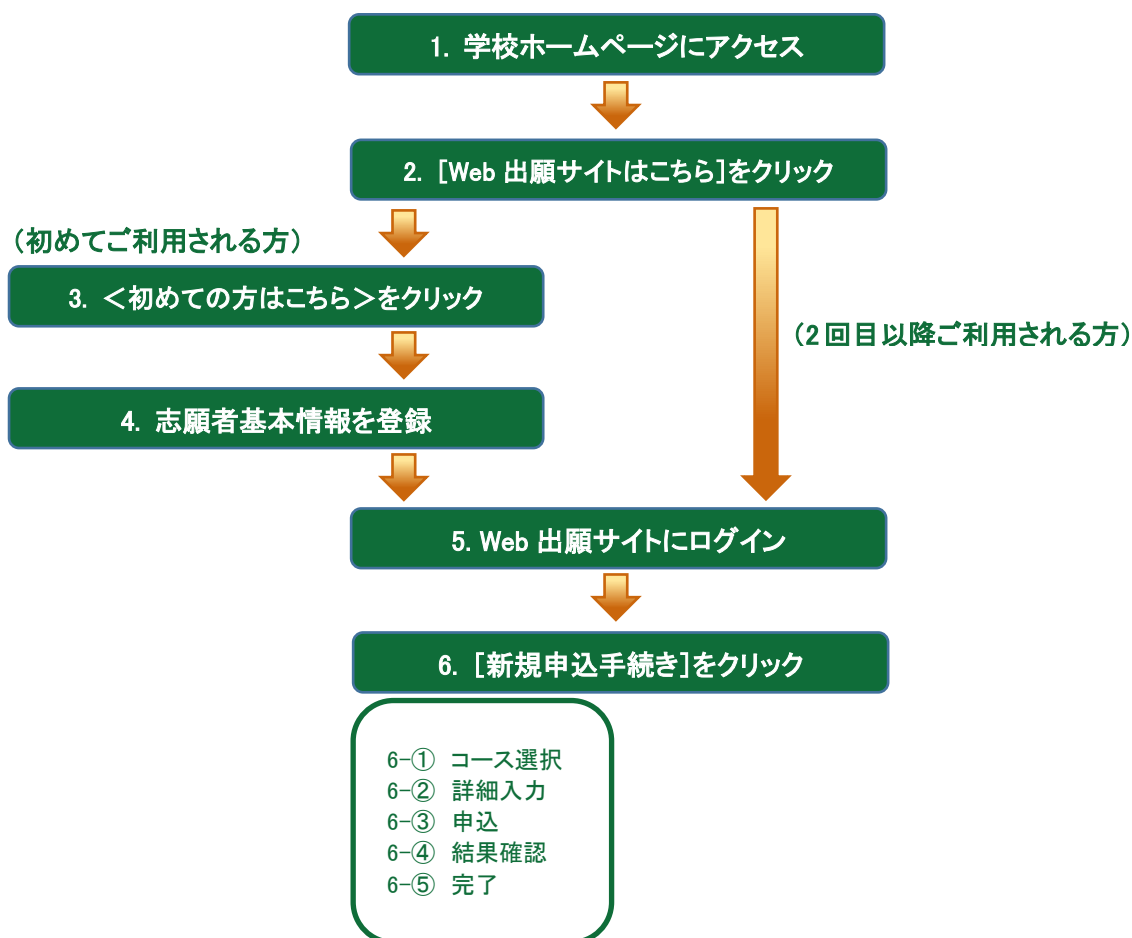 1. 学校ホームページにアクセス
2. [Web 出願サイトはこちら]をクリック
（初めてご利用される方）
3. ＜初めての方はこちら＞をクリック
（2 回目以降ご利用される方）
4. 志願者基本情報を登録
5. Web 出願サイトにログイン
6. [新規申込手続き]をクリック
6-① コース選択
6-② 詳細入力
6-③ 申込
6-④ 結果確認
6-⑤ 完了